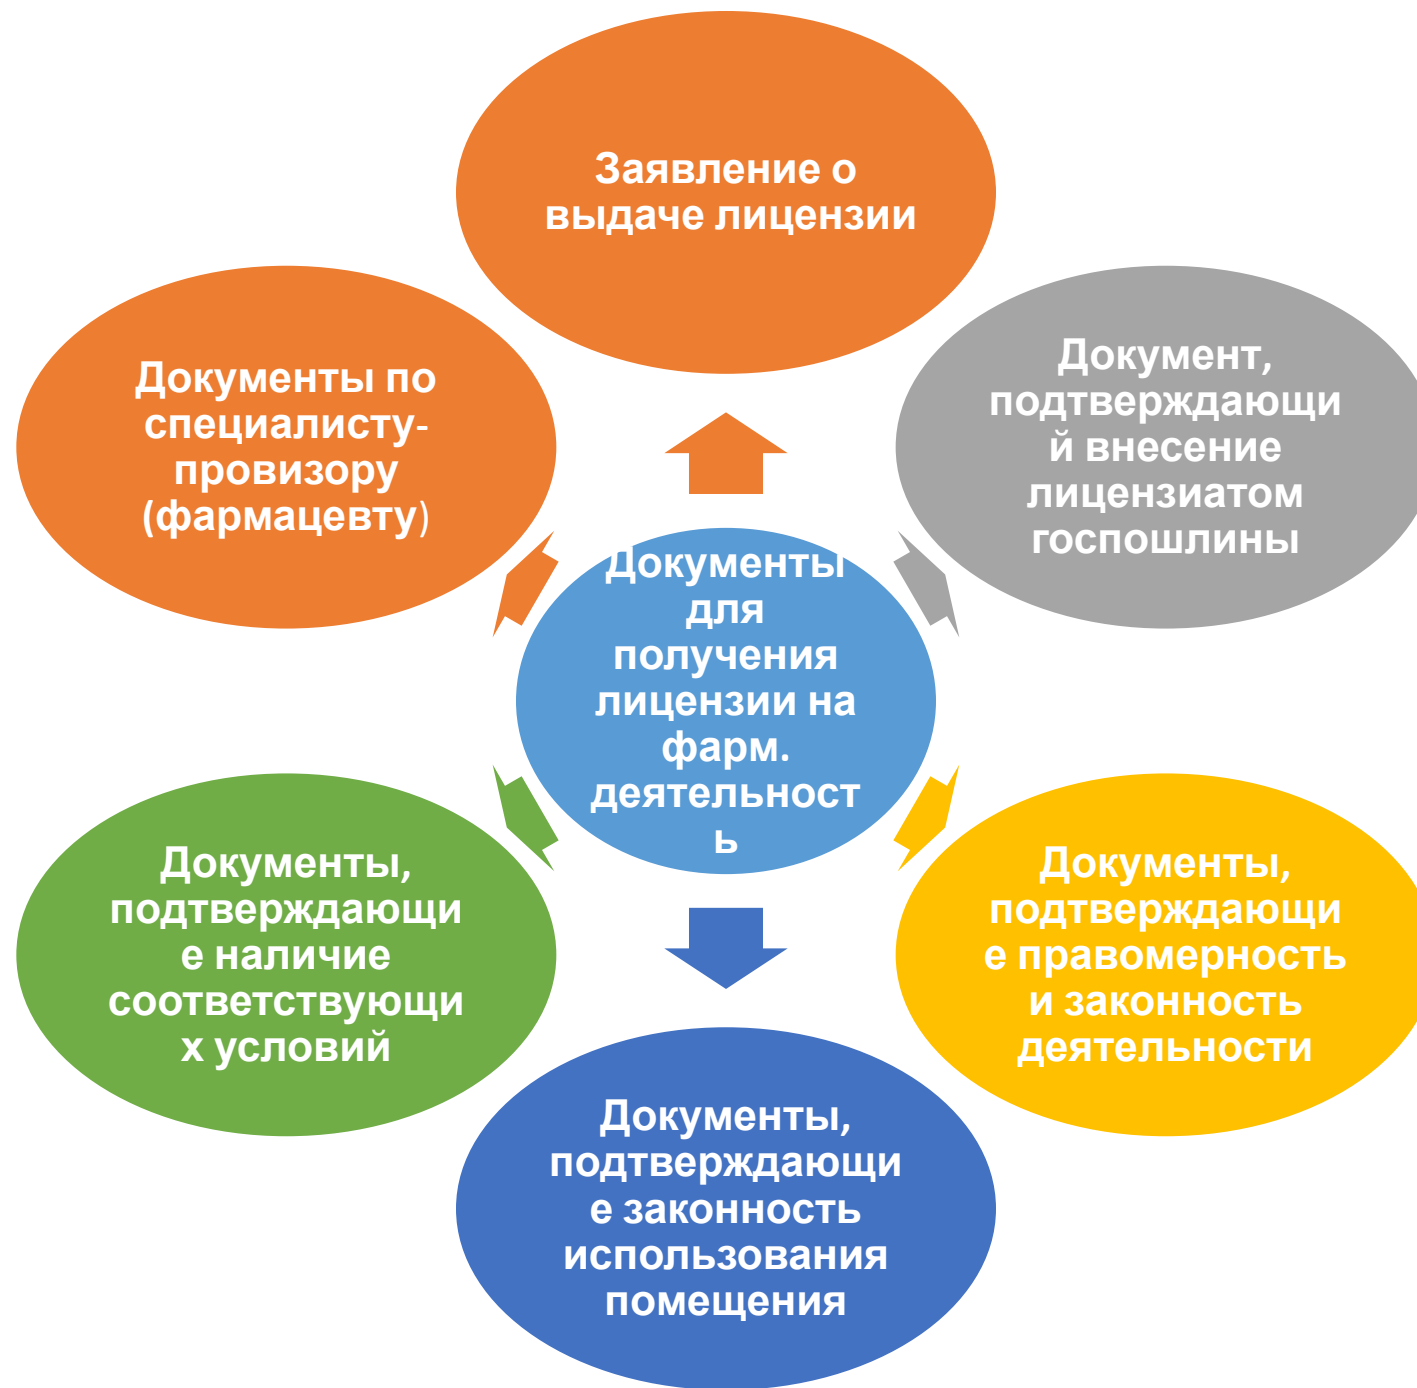 Заявление о
выдаче лицензии
Документ,
подтверждающи
й внесение
лицензиатом
госпошлины
Документы,
подтверждающи
е правомерность
и законность
деятельности
Документы,
подтверждающи
е законность
использования
помещения
Документы,
подтверждающи
е наличие
соответствующи
х условий
Документы по
специалисту-
провизору
(фармацевту)
Документы
для
получения
лицензии на
фарм.
деятельност
ь